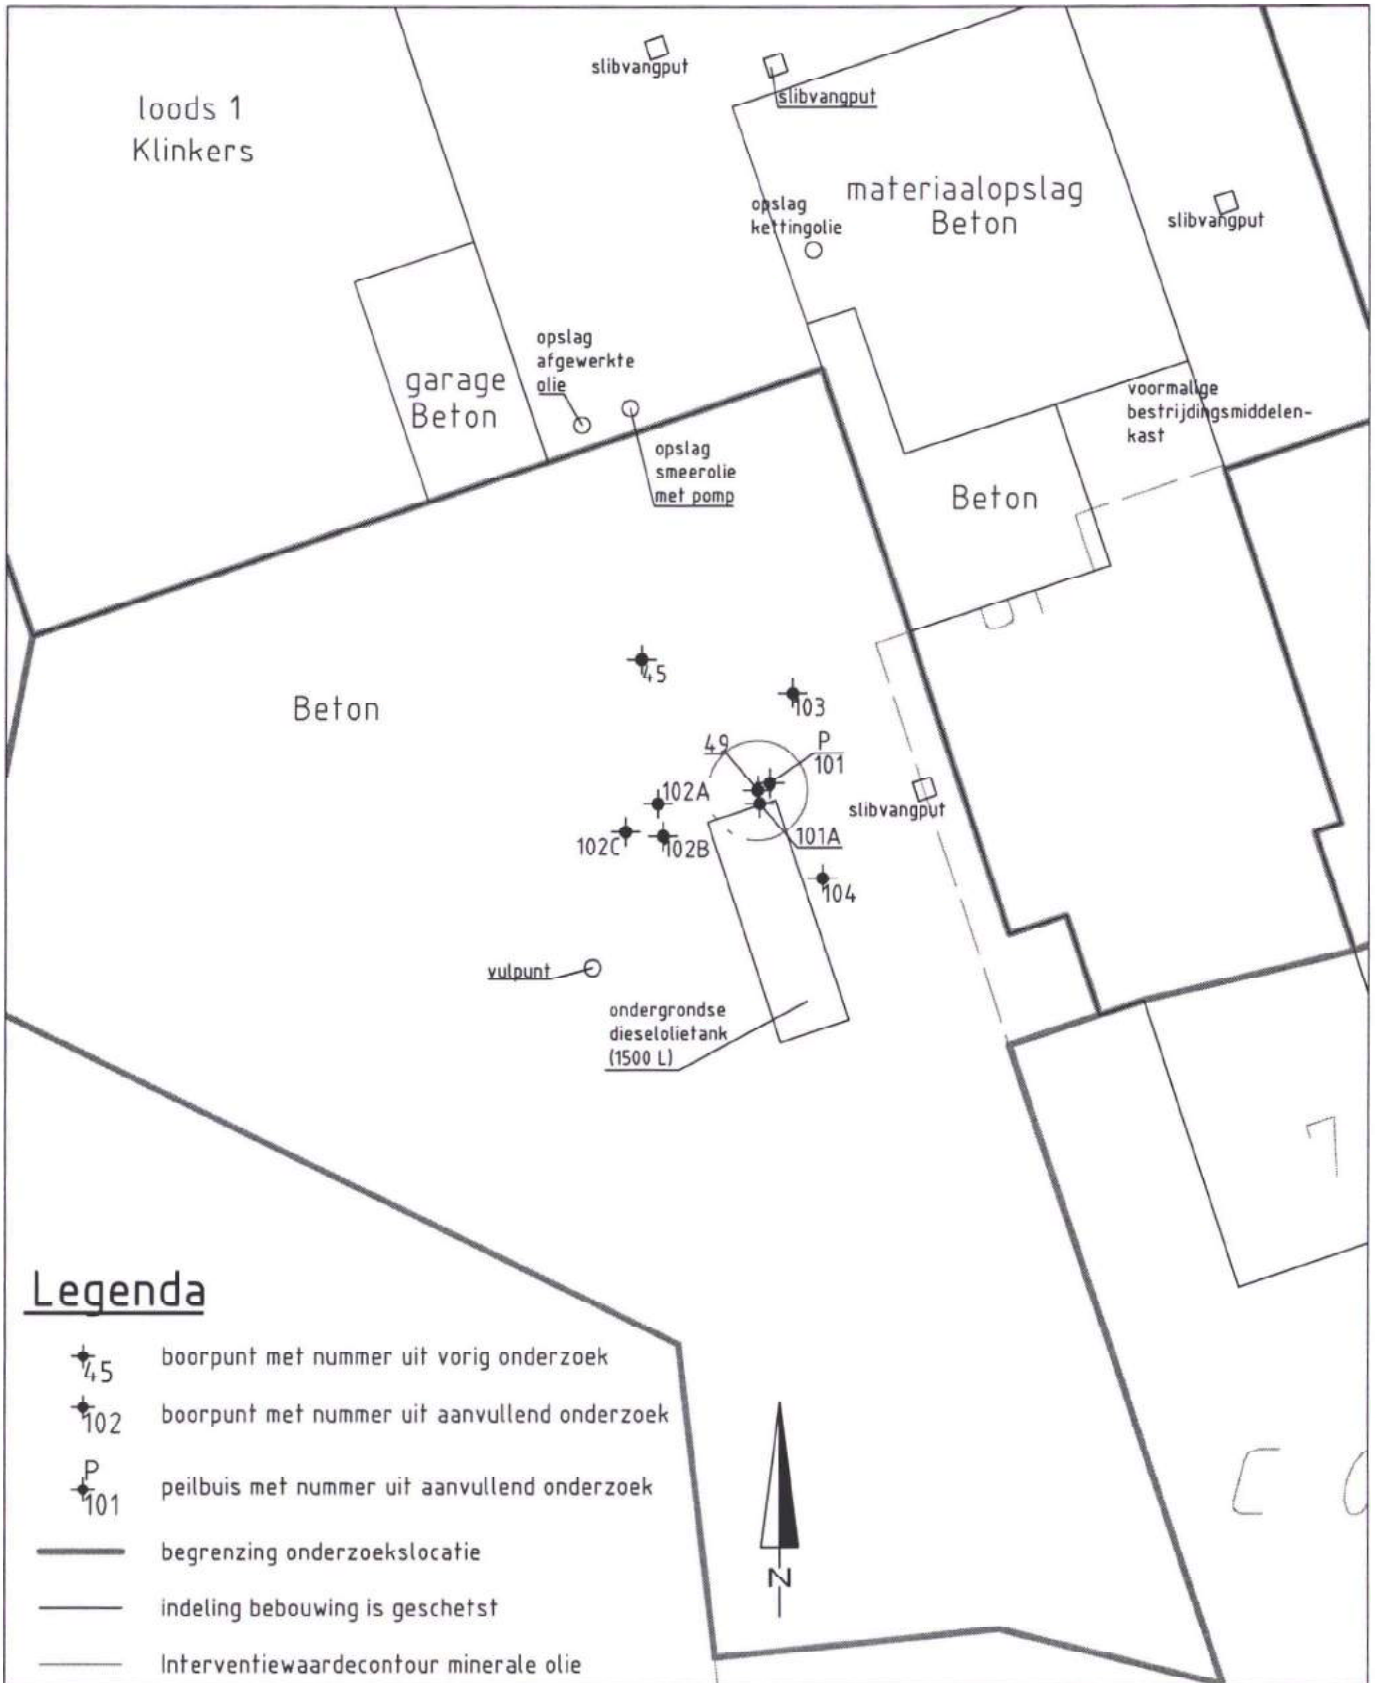 slibvangput
slibvangput
loods 1
Klinkers
materiaalopslag
Beton
opslag
kettingolie
slibvangput
opslag
afgewerkte
olie
garage
Beton
voormalige
bestrijdingsmiddelen-
kast
opslag
smeerolie
met pomp
Beton
45
Beton
103
49
P
101
102A
slibvangput
102C
102B
101A
104
vulpunt
ondergrondse
dieselolietank
(1500 L)
7
Legenda
45 boorpunt met nummer uit vorig onderzoek
102 boorpunt met nummer uit aanvullend onderzoek
P
101 peilbuis met nummer uit aanvullend onderzoek
begrenzing onderzoekslocatie
indeling bebouwing is geschetst
Interventiewaardecontour minerale olie
N